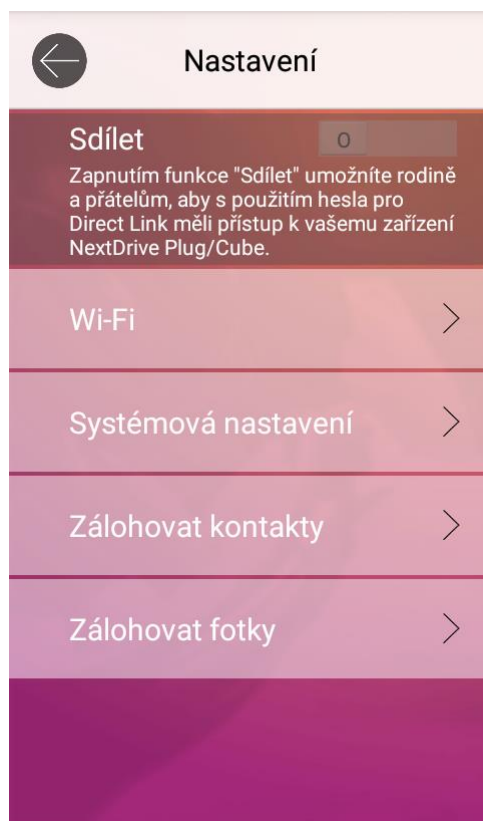 Nastavení
Sdílet
O
Zapnutím funkce "Sdílet" umožníte rodině
a přátelům, aby s použitím hesla pro
Direct Link měli přístup k vašemu zařízení
NextDrive Plug/Cube.
Wi-Fi
Systémová nastavení
Zálohovat kontakty
Zálohovat fotky